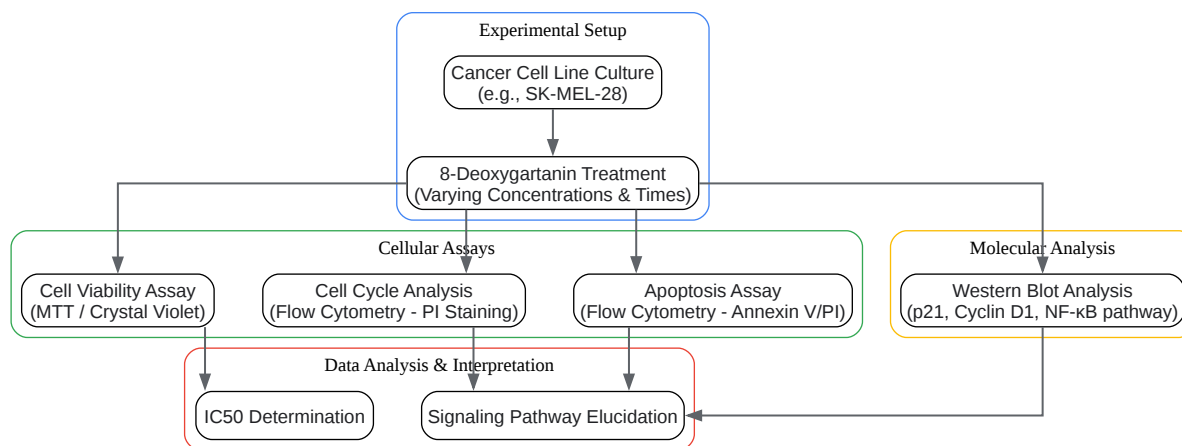 Experimental Setup
Cancer Cell Line Culture
(e.g., SK-MEL-28)
8-Deoxygartanin Treatment
(Varying Concentrations & Times)
Cellular Assays
Cell Viability Assay
(MTT / Crystal Violet)
Cell Cycle Analysis
(Flow Cytometry - PI Staining)
Apoptosis Assay
(Flow Cytometry - Annexin V/PI)
Molecular Analysis
Western Blot Analysis
(p21, Cyclin D1, NF-κB pathway)
Data Analysis & Interpretation
IC50 Determination
Signaling Pathway Elucidation